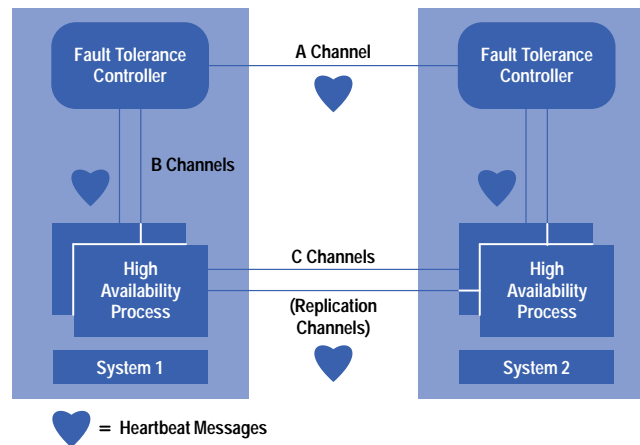 Fault Tolerance
Controller
A Channel
Fault Tolerance
Controller
B Channels
High
Availability
Process
C Channels
(Replication
Channels)
High
Availability
Process
System 1
System 2
= Heartbeat Messages